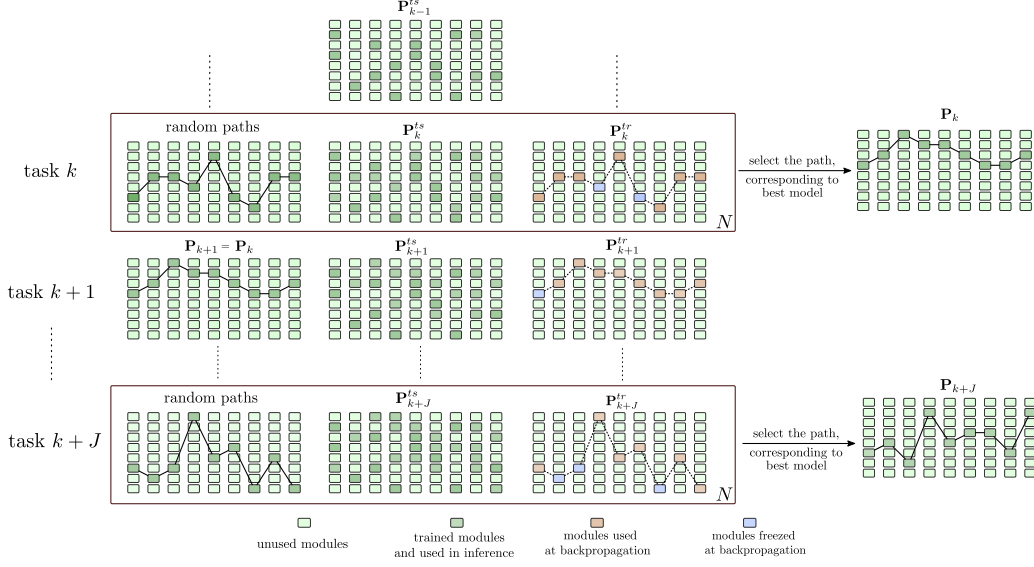 P^{ts}_{k-1}
random paths
P^{ts}_k
P^{tr}_k
task k
N
select the path,
corresponding to
best model
P_k
P_{k+1} = P_k
P^{ts}_{k+1}
P^{tr}_{k+1}
task k + 1
random paths
P^{ts}_{k+J}
P^{tr}_{k+J}
task k + J
N
select the path,
corresponding to
best model
P_{k+J}
unused modules
trained modules
and used in inference
modules used
at backpropagation
modules freezed
at backpropagation